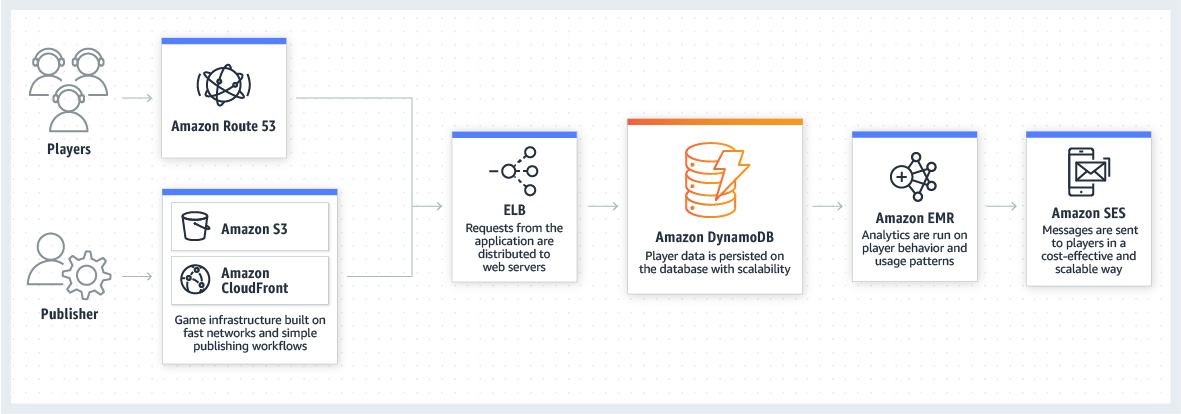 Players
Amazon Route 53
Publisher
Amazon S3
Amazon
CloudFront
Game infrastructure built on
fast networks and simple
publishing workflows
ELB
Requests from the
application are
distributed to
web servers
Amazon DynamoDB
Player data is persisted on
the database with scalability
Amazon EMR
Analytics are run on
player behavior and
usage patterns
Amazon SES
Messages are sent
to players in a
cost-effective and
scalable way